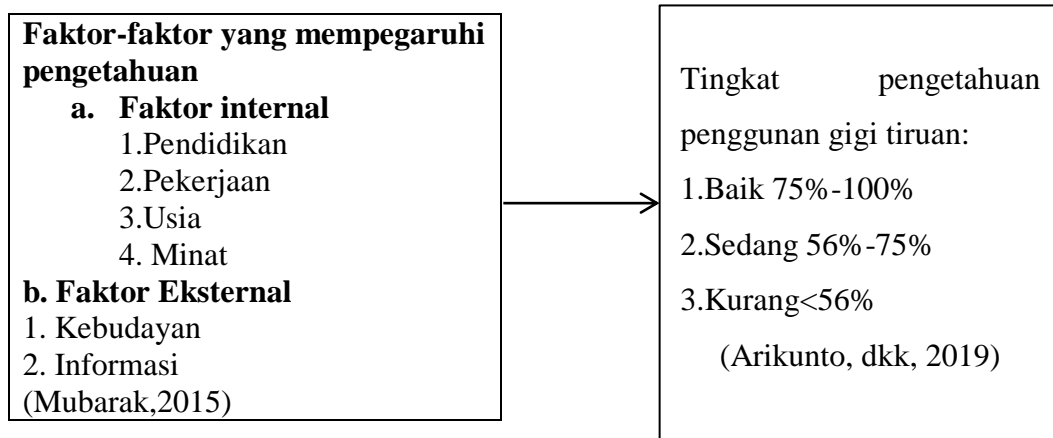 Faktor-faktor yang mempegaruhi
pengetahuan
a. Faktor internal
1.Pendidikan
2.Pekerjaan
3.Usia
4. Minat
b. Faktor Eksternal
1. Kebudayan
2. Informasi
(Mubarak,2015)
Tingkat pengetahuan
penggunan gigi tiruan:
1.Baik 75%-100%
2.Sedang 56%-75%
3.Kurang<56%
(Arikunto, dkk, 2019)